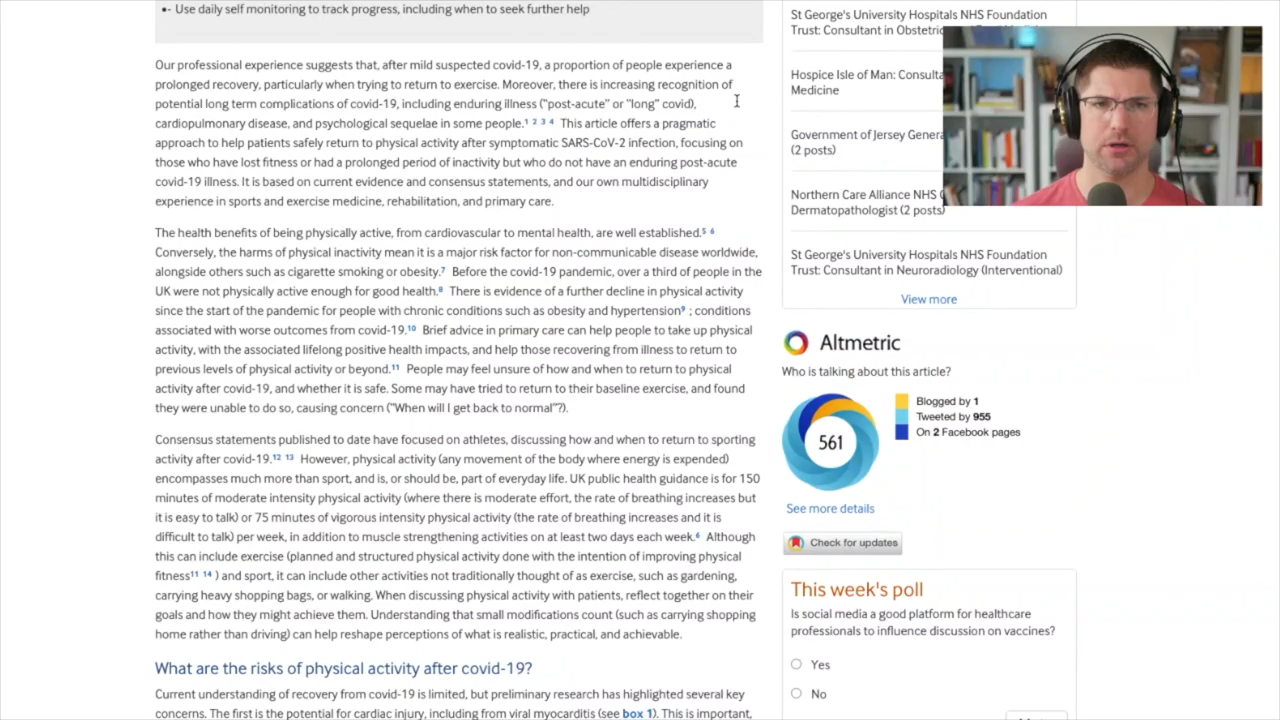 •- Use daily self monitoring to track progress, including when to seek further help
Our professional experience suggests that, after mild suspected covid-19, a proportion of people experience a
prolonged recovery, particularly when trying to return to exercise. Moreover, there is increasing recognition of
potential long term complications of covid-19, including enduring illness ("post-acute" or "long" covid),
cardiopulmonary disease, and psychological sequelae in some people.1 2 3 4 This article offers a pragmatic
approach to help patients safely return to physical activity after symptomatic SARS-CoV-2 infection, focusing on
those who have lost fitness or had a prolonged period of inactivity but who do not have an enduring post-acute
covid-19 illness. It is based on current evidence and consensus statements, and our own multidisciplinary
experience in sports and exercise medicine, rehabilitation, and primary care.
The health benefits of being physically active, from cardiovascular to mental health, are well established.5 6
Conversely, the harms of physical inactivity mean it is a major risk factor for non-communicable disease worldwide,
alongside others such as cigarette smoking or obesity.7 Before the covid-19 pandemic, over a third of people in the
UK were not physically active enough for good health.8 There is evidence of a further decline in physical activity
since the start of the pandemic for people with chronic conditions such as obesity and hypertension9 ; conditions
associated with worse outcomes from covid-19.10 Brief advice in primary care can help people to take up physical
activity, with the associated lifelong positive health impacts, and help those recovering from illness to return to
previous levels of physical activity or beyond.11 People may feel unsure of how and when to return to physical
activity after covid-19, and whether it is safe. Some may have tried to return to their baseline exercise, and found
they were unable to do so, causing concern ("When will I get back to normal"?).
Consensus statements published to date have focused on athletes, discussing how and when to return to sporting
activity after covid-19.12 13 However, physical activity (any movement of the body where energy is expended)
encompasses much more than sport, and is, or should be, part of everyday life. UK public health guidance is for 150
minutes of moderate intensity physical activity (where there is moderate effort, the rate of breathing increases but
it is easy to talk) or 75 minutes of vigorous intensity physical activity (the rate of breathing increases and it is
difficult to talk) per week, in addition to muscle strengthening activities on at least two days each week.6 Although
this can include exercise (planned and structured physical activity done with the intention of improving physical
fitness11 14 ) and sport, it can include other activities not traditionally thought of as exercise, such as gardening,
carrying heavy shopping bags, or walking. When discussing physical activity with patients, reflect together on their
goals and how they might achieve them. Understanding that small modifications count (such as carrying shopping
home rather than driving) can help reshape perceptions of what is realistic, practical, and achievable.
What are the risks of physical activity after covid-19?
Current understanding of recovery from covid-19 is limited, but preliminary research has highlighted several key
concerns. The first is the potential for cardiac injury, including from viral myocarditis (see box 1). This is important,
St George's University Hospitals NHS Foundation
Trust: Consultant in Obstetric
Hospice Isle of Man: Consulta
Medicine
Government of Jersey Genera
(2 posts)
Northern Care Alliance NHS
Dermatopathologist (2 posts)
St George's University Hospitals NHS Foundation
Trust: Consultant in Neuroradiology (Interventional)
View more
Altmetric
Who is talking about this article?
561
Blogged by 1
Tweeted by 955
On 2 Facebook pages
See more details
Check for updates
This week's poll
Is social media a good platform for healthcare
professionals to influence discussion on vaccines?
Yes
No